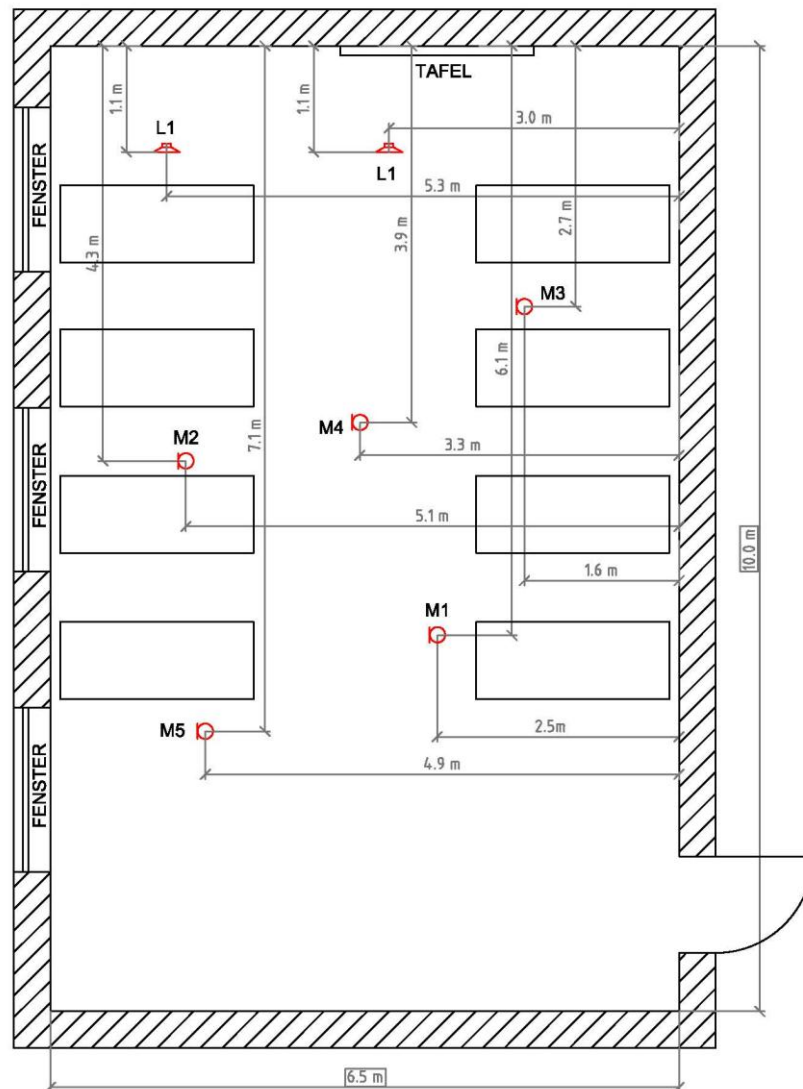 TAFEL
1.1 m
1.1 m
3.0 m
L1
L1
FENSTER
5.3 m
4.3 m
3.9 m
2.7 m
M3
6.1 m
7.1 m
M4
M2
3.3 m
FENSTER
5.1 m
10.0 m
1.6 m
M1
M5
2.5m
4.9 m
FENSTER
6.5 m